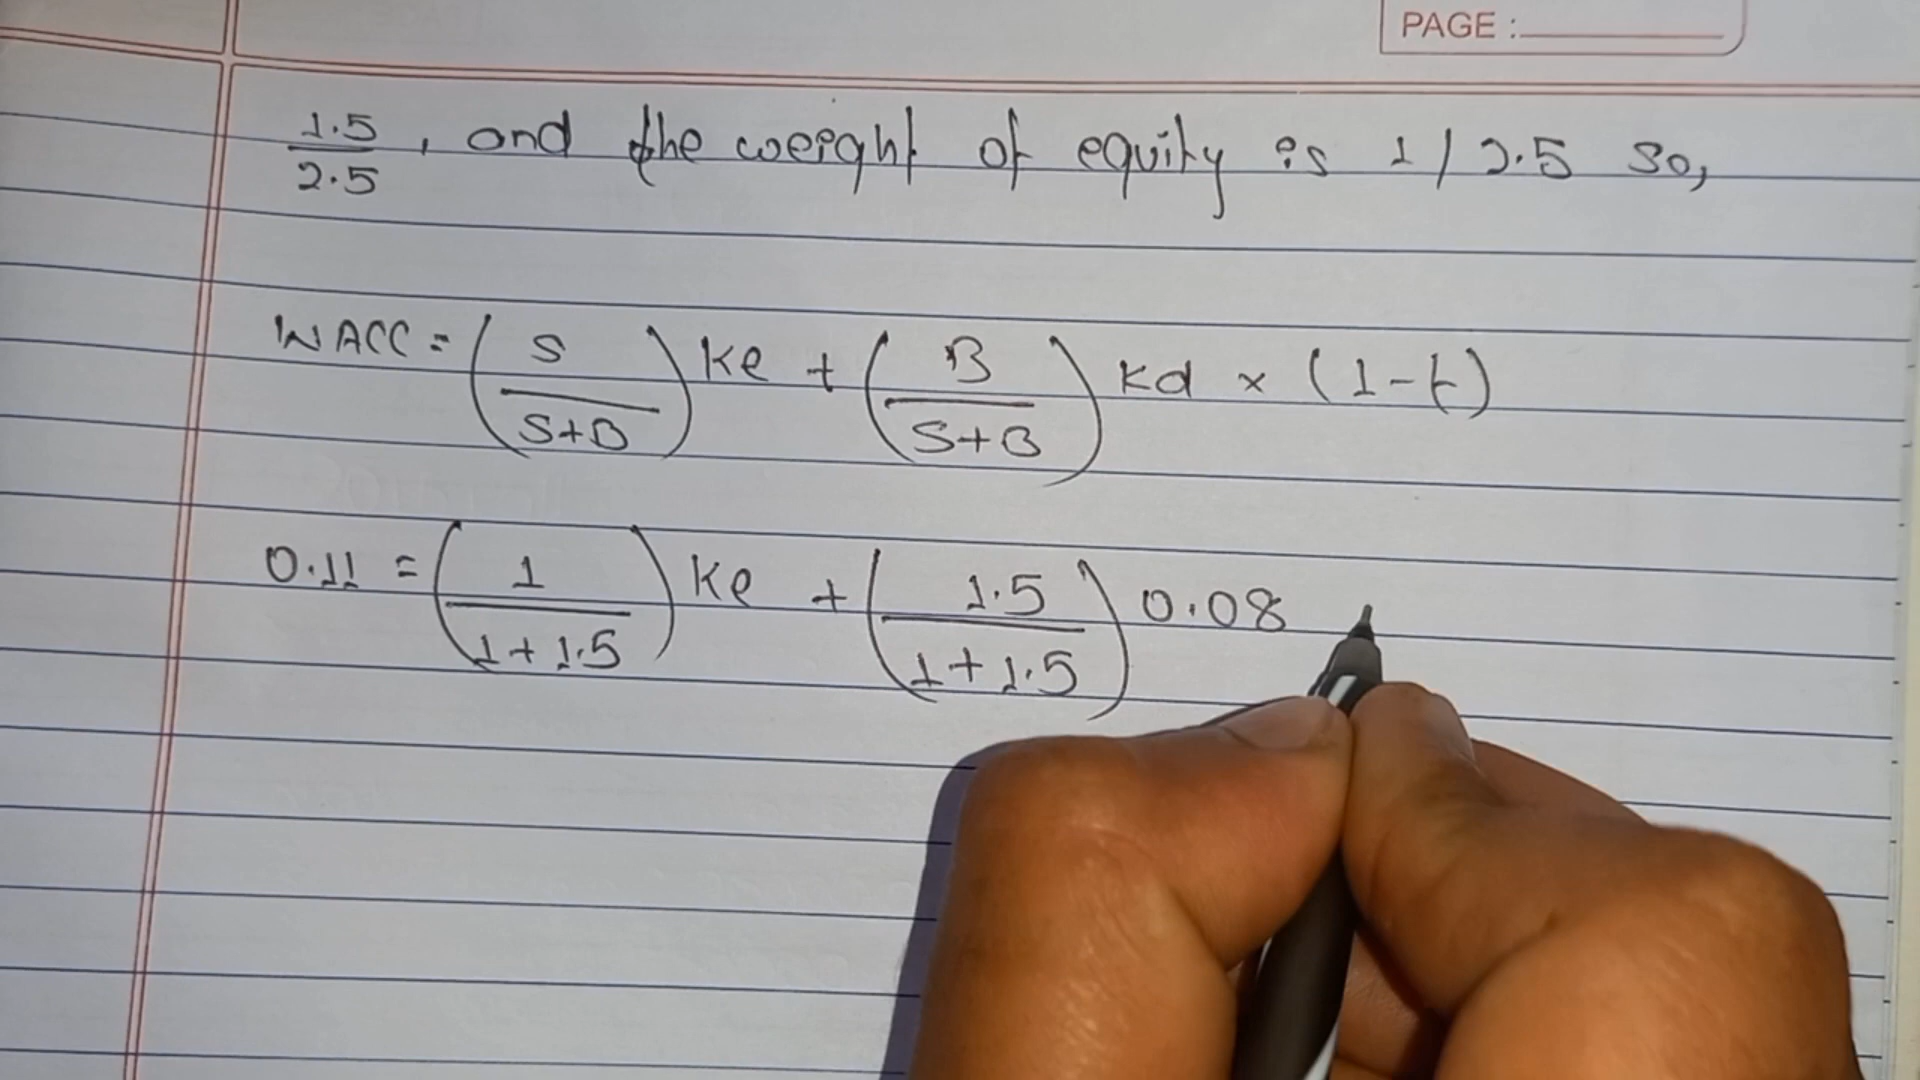 PAGE :
1.5/2.5, and the weight of equity is 1/2.5 so,
WACC = (S/(S+B)) Ke + (B/(S+B)) Kd × (1-t)
0.11 = (1/(1+1.5)) Ke + (1.5/(1+1.5)) 0.08